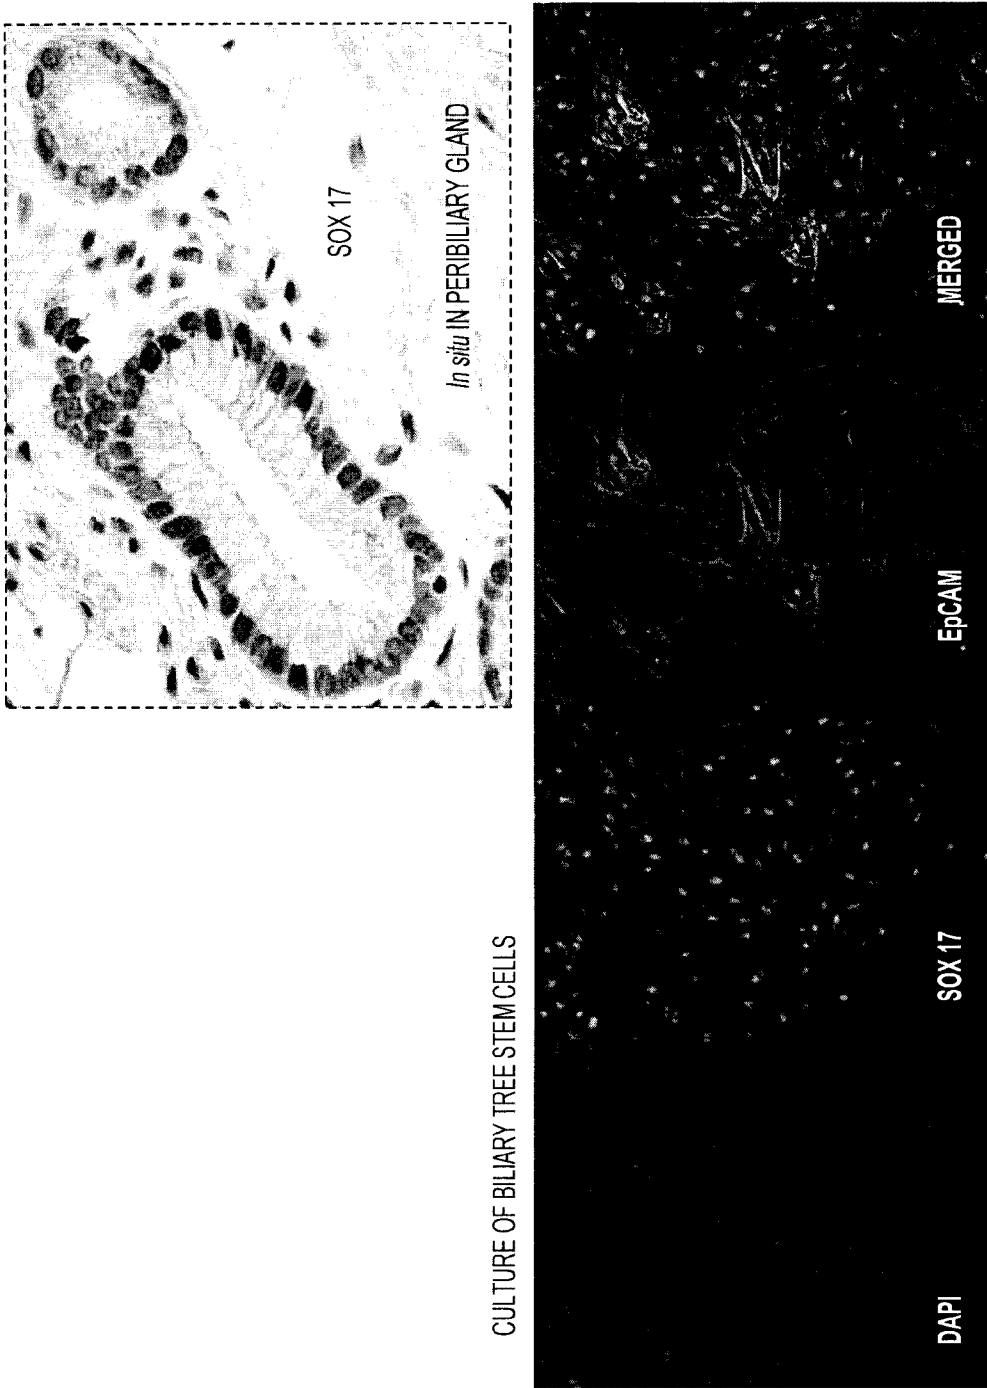 CULTURE OF BILIARY TREE STEM CELLS
SOX 17
In situ IN PERIBILIARY GLAND
DAPI
SOX 17
EpCAM
MERGED